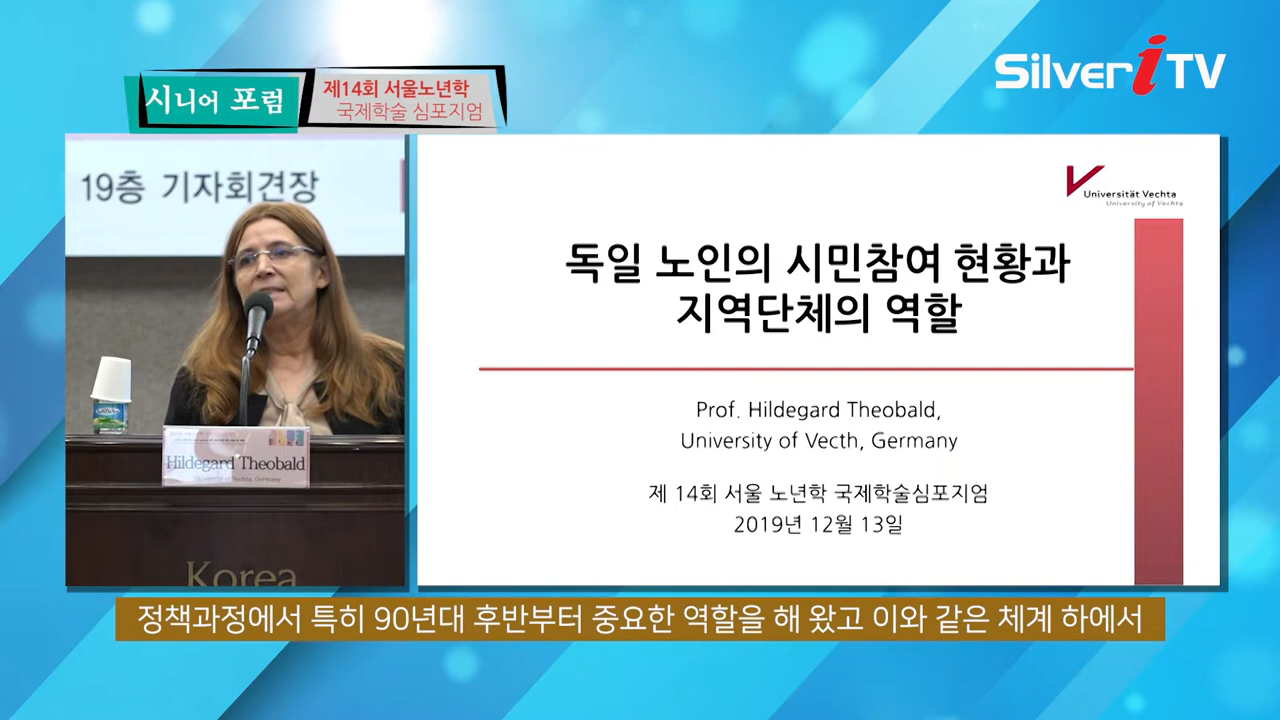 Silver i TV
시니어 포럼
제14회 서울노년학
국제학술 심포지엄
19층 기자회견장
Universität Vechta
University of Vechta
독일 노인의 시민참여 현황과
지역단체의 역할
Prof. Hildegard Theobald,
University of Vecth, Germany
제 14회 서울 노년학 국제학술심포지엄
2019년 12월 13일
Hildegard Theobald
University of Vechta, Germany
Korea
정책과정에서 특히 90년대 후반부터 중요한 역할을 해 왔고 이와 같은 체계 하에서